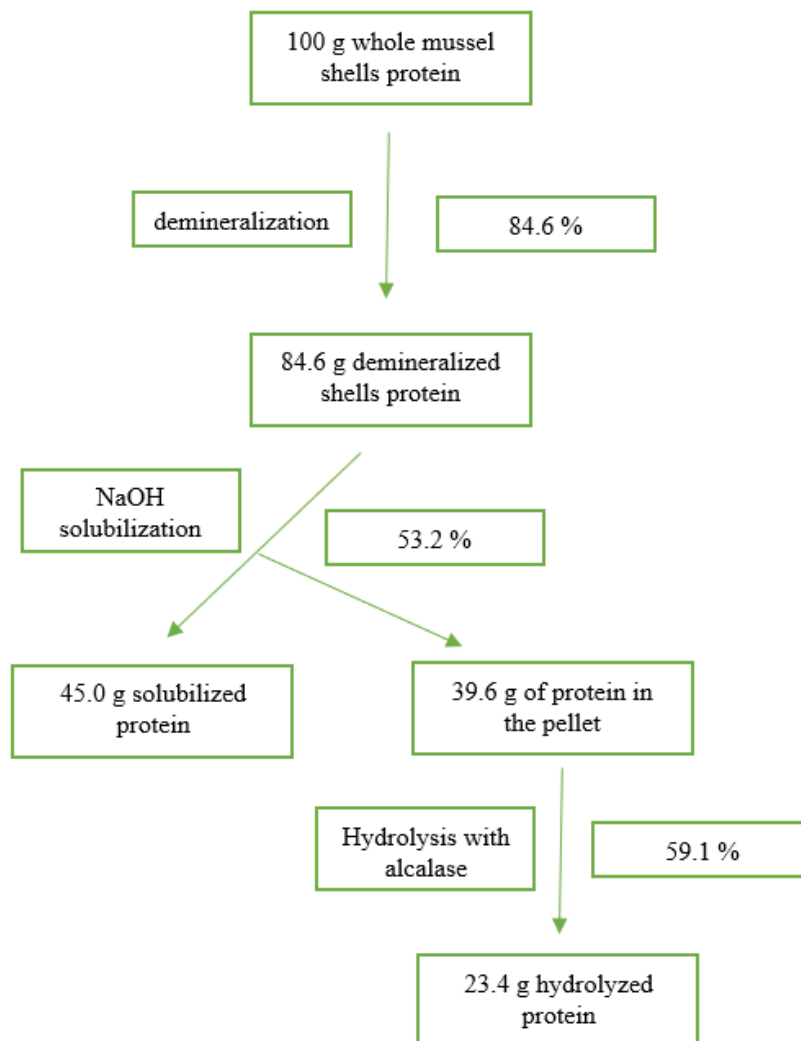 100 g whole mussel
shells protein
demineralization
84.6 %
84.6 g demineralized
shells protein
NaOH
solubilization
53.2 %
45.0 g solubilized
protein
39.6 g of protein in
the pellet
Hydrolysis with
alcalase
59.1 %
23.4 g hydrolyzed
protein